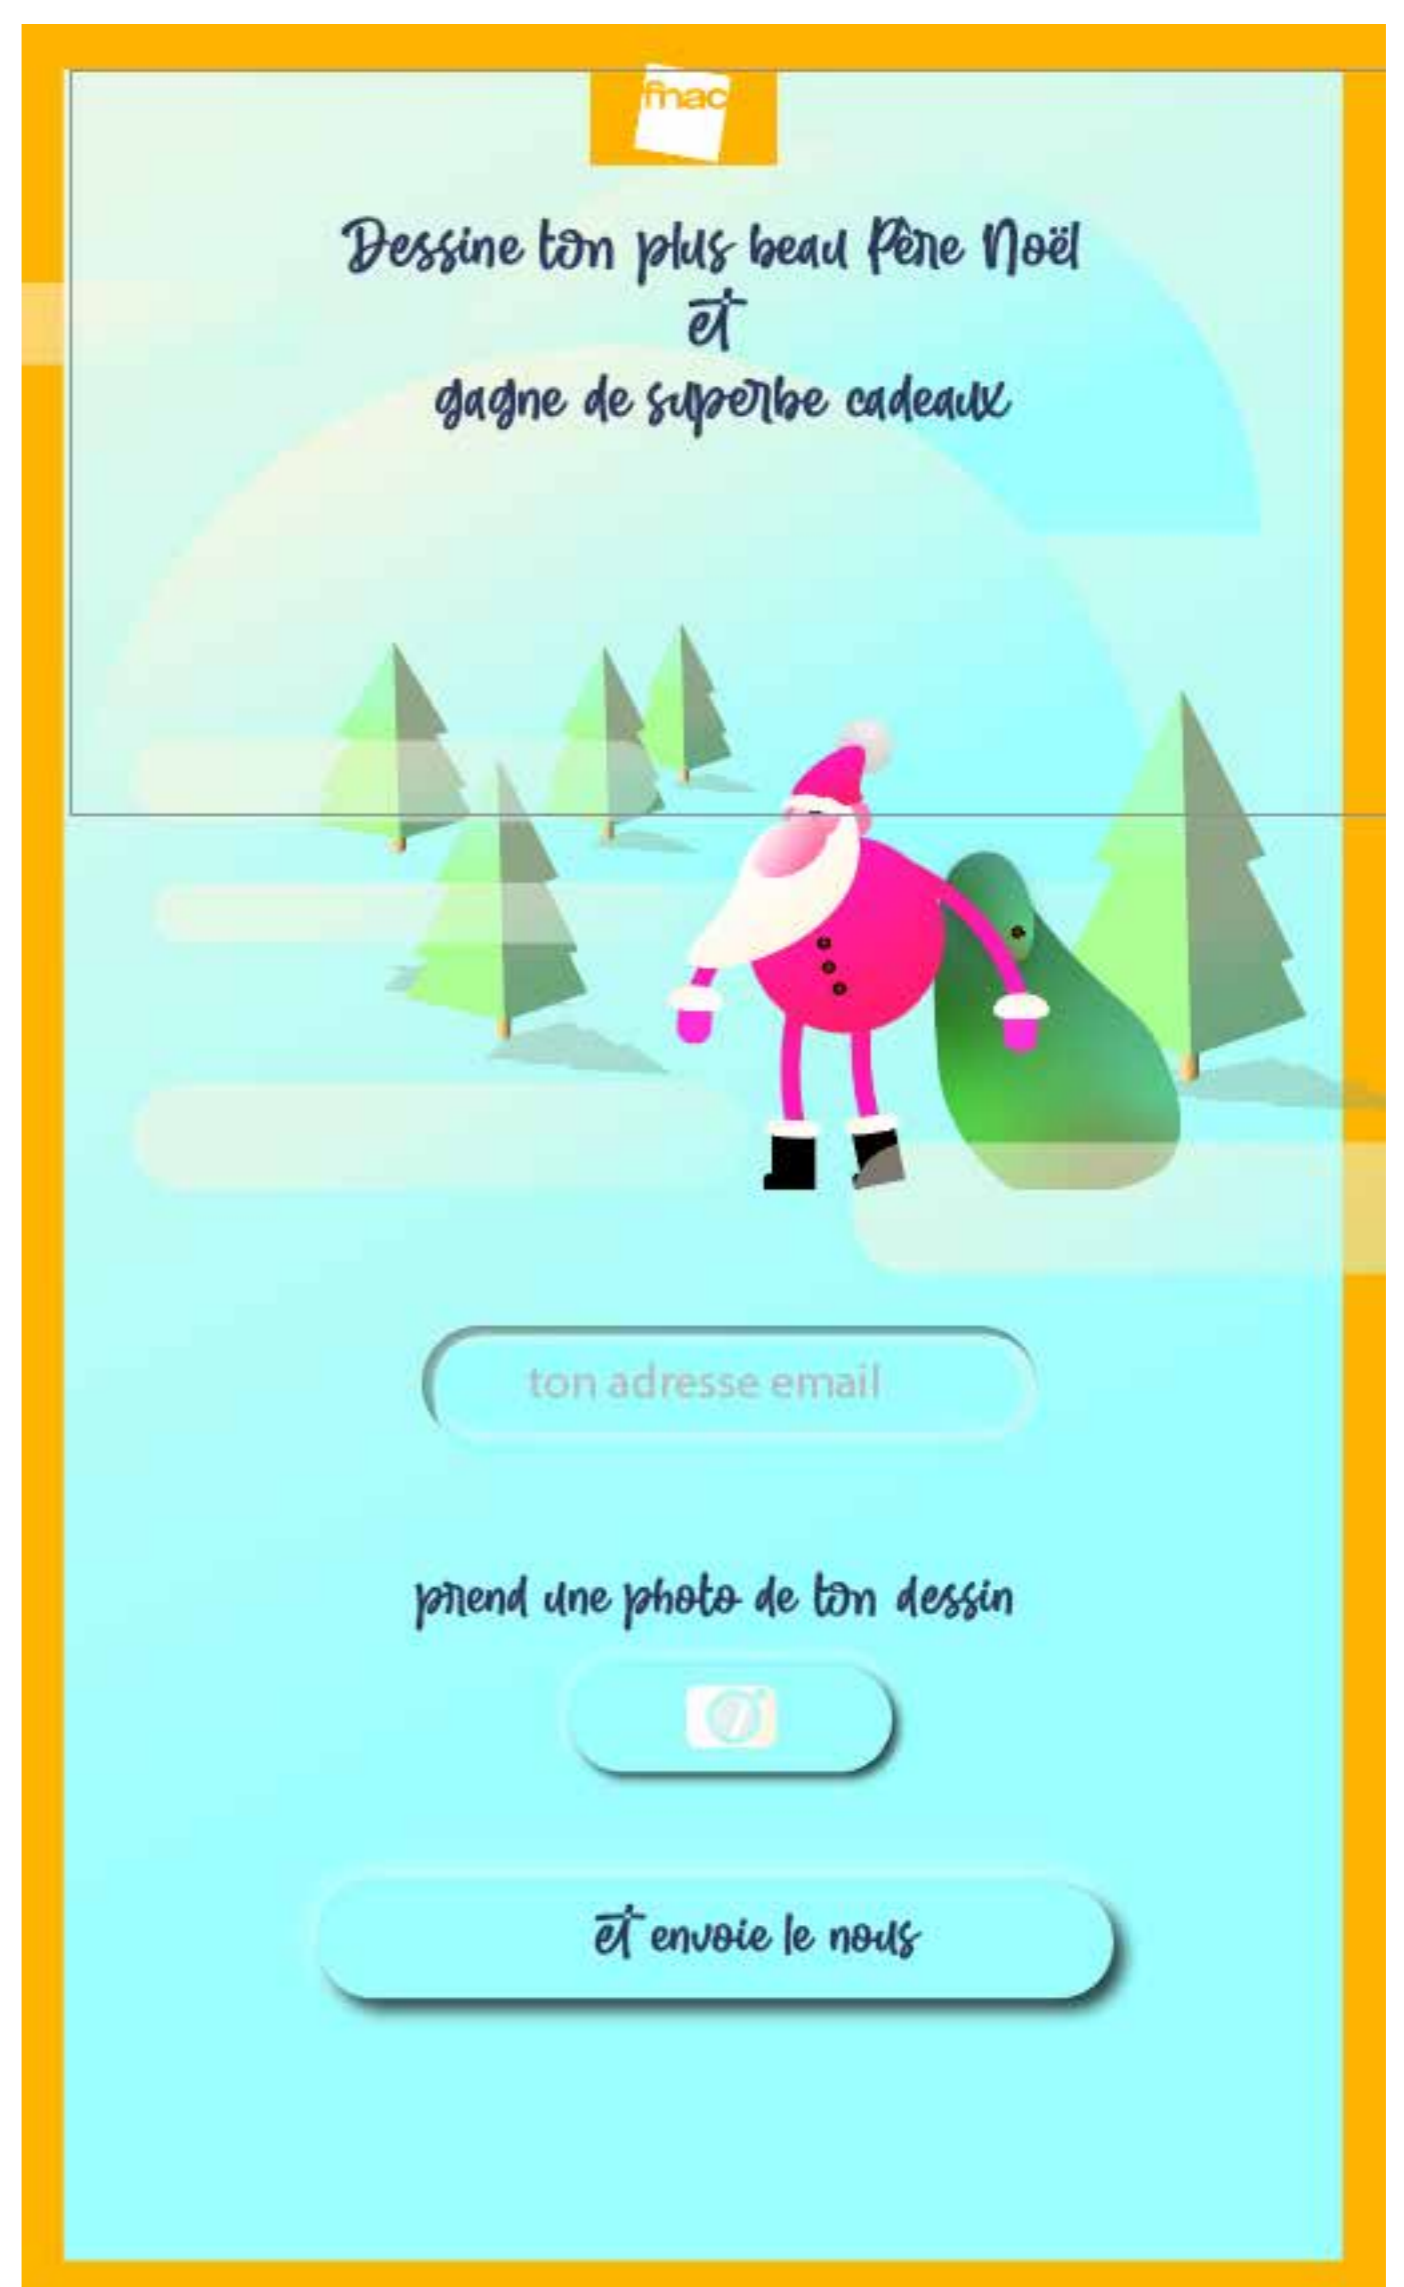 fnac
Dessine ton plus beau Père Noël
et
gagne de superbe cadeaux
ton adresse email
prend une photo de ton dessin
et envoie le nous